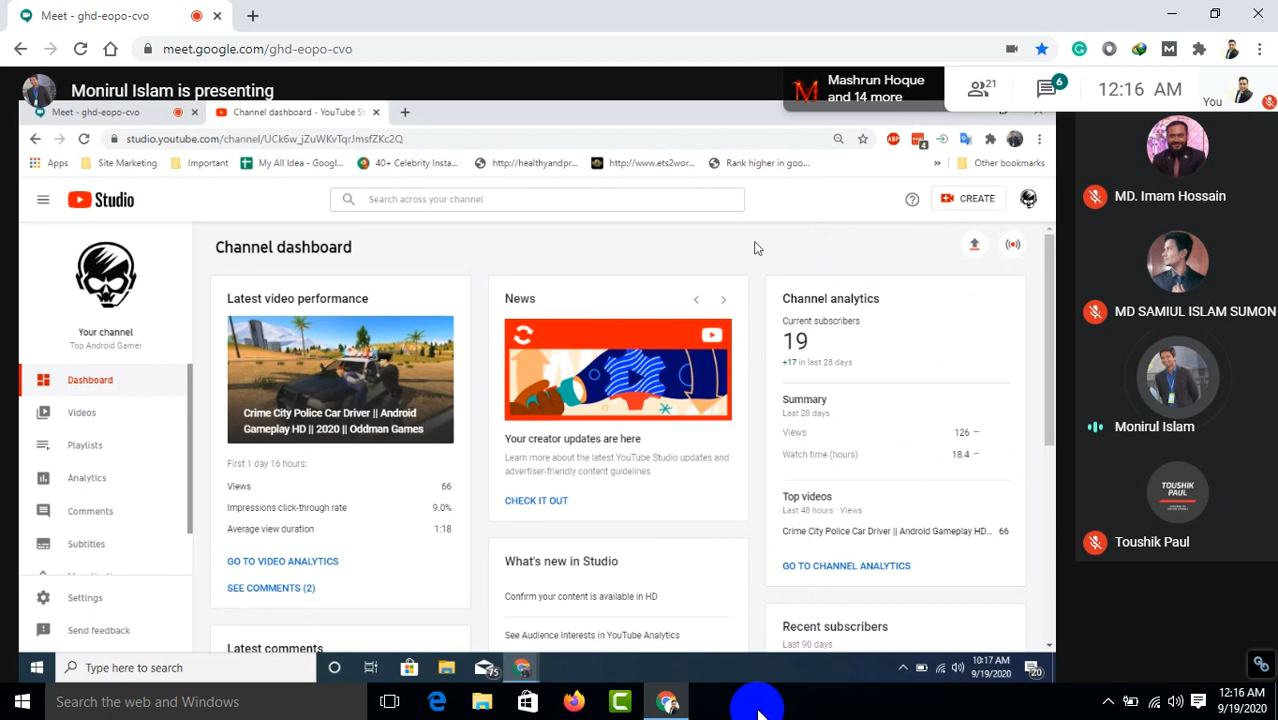 Meet - ghd-eopo-cvo
meet.google.com/ghd-eopo-cvo
Monirul Islam is presenting
Mashrun Hoque
and 14 more
21
6
12:16 AM
You
Meet - ghd-eopo-cvo
Channel dashboard - YouTube St
studio.youtube.com/channel/UCk6w_jZuWKvTqrJmsfZKc2Q
4
Apps
Site Marketing
Important
My All Idea - Googl...
40+ Celebrity Insta...
http://healthyandpr...
http://www.ets2wor...
Rank higher in goo...
»
Other bookmarks
Studio
Search across your channel
CREATE
Channel dashboard
Your channel
Top Android Gamer
Dashboard
Videos
Playlists
Analytics
Comments
Subtitles
Settings
Send feedback
Latest video performance
Crime City Police Car Driver || Android
Gameplay HD || 2020 || Oddman Games
First 1 day 16 hours:
Views 66
Impressions click-through rate 9.0%
Average view duration 1:18
GO TO VIDEO ANALYTICS
SEE COMMENTS (2)
Latest comments
News
Your creator updates are here
Learn more about the latest YouTube Studio updates and
advertiser-friendly content guidelines
CHECK IT OUT
What's new in Studio
Confirm your content is available in HD
See Audience Interests in YouTube Analytics
Channel analytics
Current subscribers
19
+17 in last 28 days
Summary
Last 28 days
Views 126 —
Watch time (hours) 18.4 —
Top videos
Last 48 hours · Views
Crime City Police Car Driver || Android Gameplay HD... 66
GO TO CHANNEL ANALYTICS
Recent subscribers
Last 90 days
MD. Imam Hossain
MD SAMIUL ISLAM SUMON
Monirul Islam
TOUSHIK
PAUL
Toushik Paul
Type here to search
75
10:17 AM
9/19/2020
20
Search the web and Windows
12:16 AM
9/19/2020